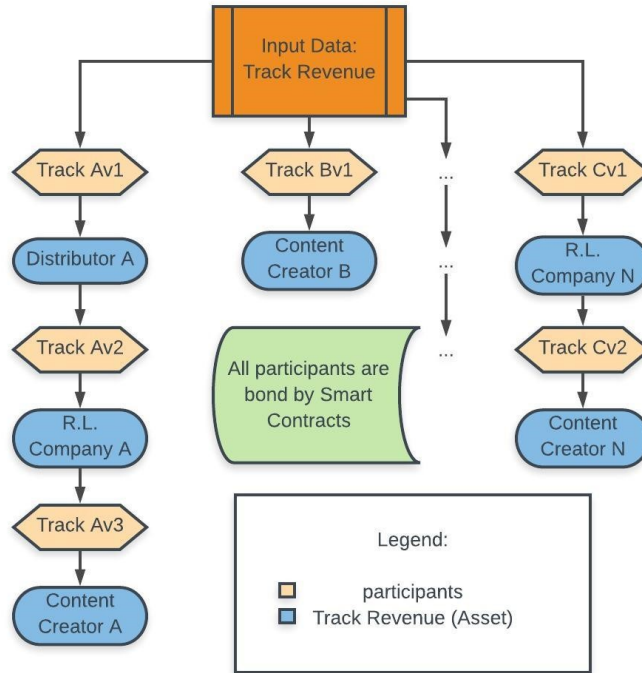 Input Data:
Track Revenue
Track Av1
Track Bv1
...
Track Cv1
Distributor A
Content
Creator B
...
R.L.
Company N
Track Av2
All participants are
bond by Smart
Contracts
...
Track Cv2
R.L.
Company A
Content
Creator N
Track Av3
Content
Creator A
Legend:
participants
Track Revenue (Asset)